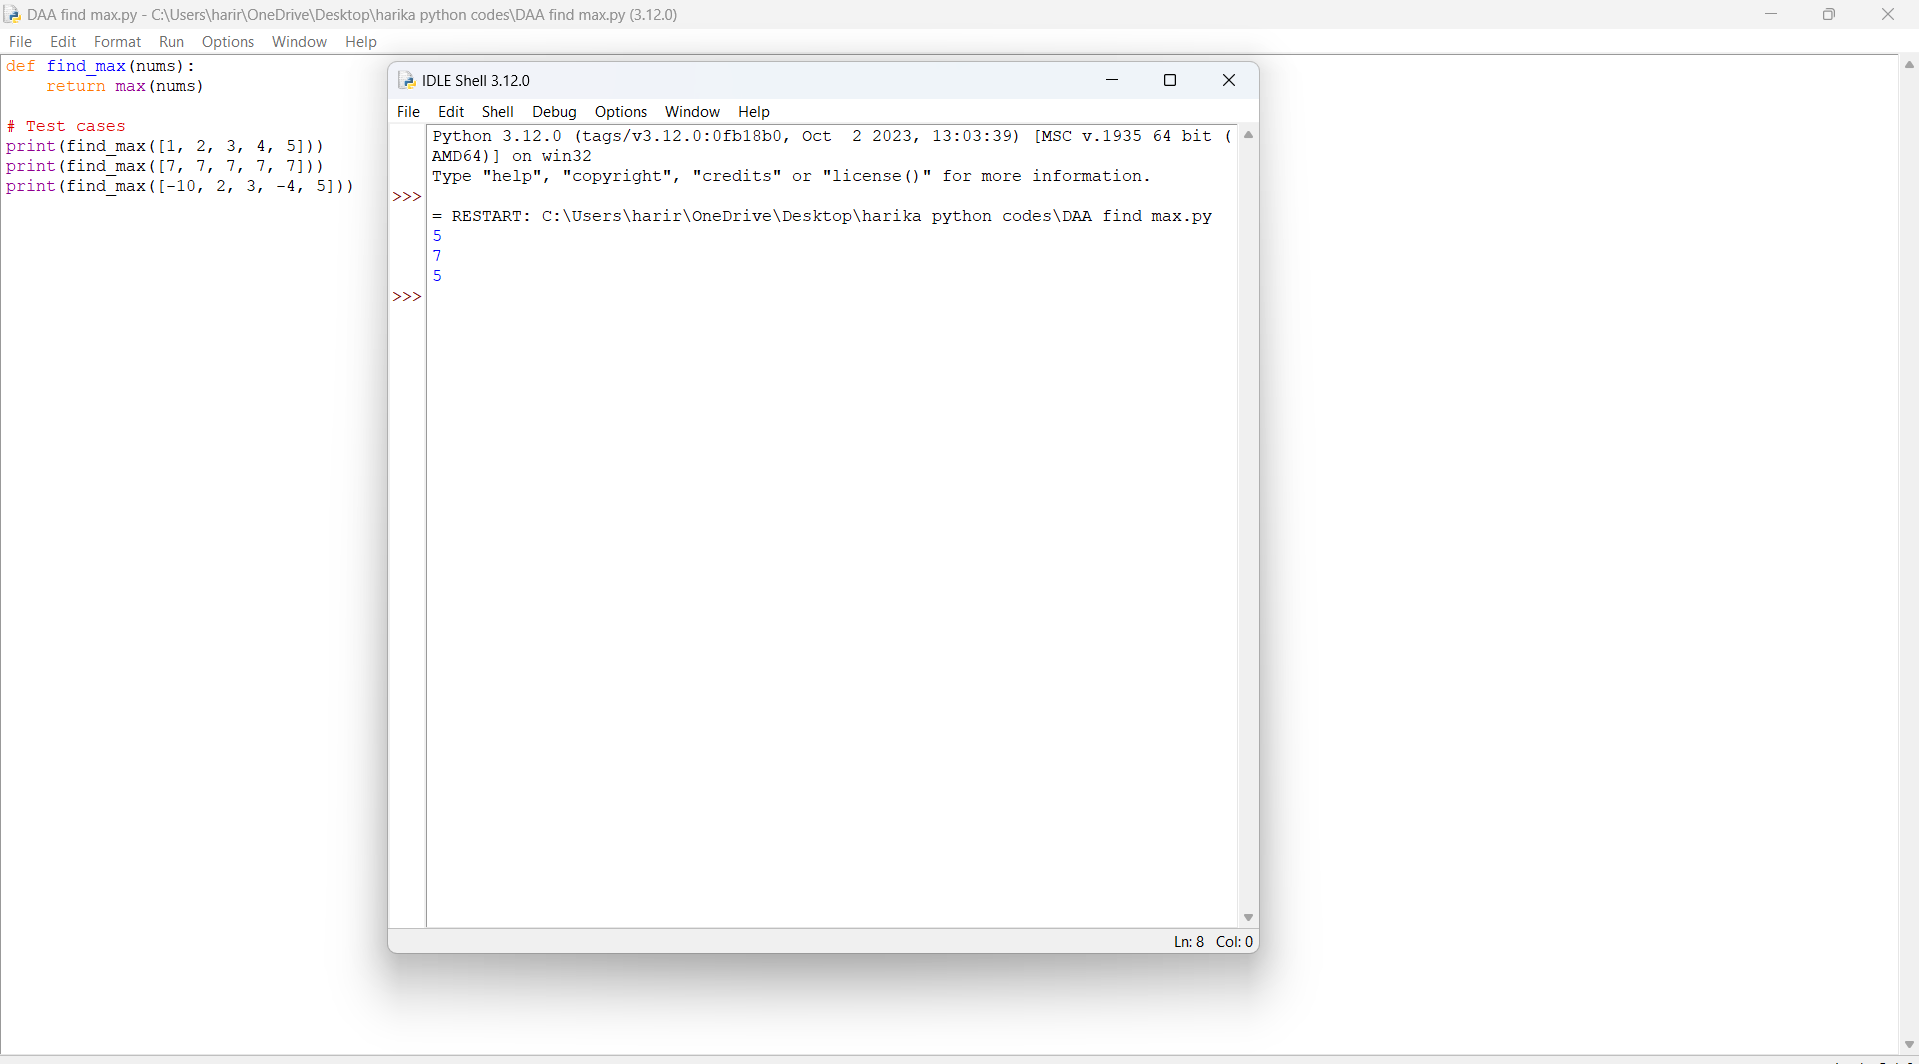 DAA find max.py - C:\Users\harir\OneDrive\Desktop\harika python codes\DAA find max.py (3.12.0)
File Edit Format Run Options Window Help
def find_max(nums):
    return max(nums)

# Test cases
print(find_max([1, 2, 3, 4, 5]))
print(find_max([7, 7, 7, 7, 7]))
print(find_max([-10, 2, 3, -4, 5]))
IDLE Shell 3.12.0
File Edit Shell Debug Options Window Help
Python 3.12.0 (tags/v3.12.0:0fb18b0, Oct  2 2023, 13:03:39) [MSC v.1935 64 bit (
AMD64)] on win32
Type "help", "copyright", "credits" or "license()" for more information.
>>>
= RESTART: C:\Users\harir\OneDrive\Desktop\harika python codes\DAA find max.py
5
7
5
>>>
Ln: 8 Col: 0